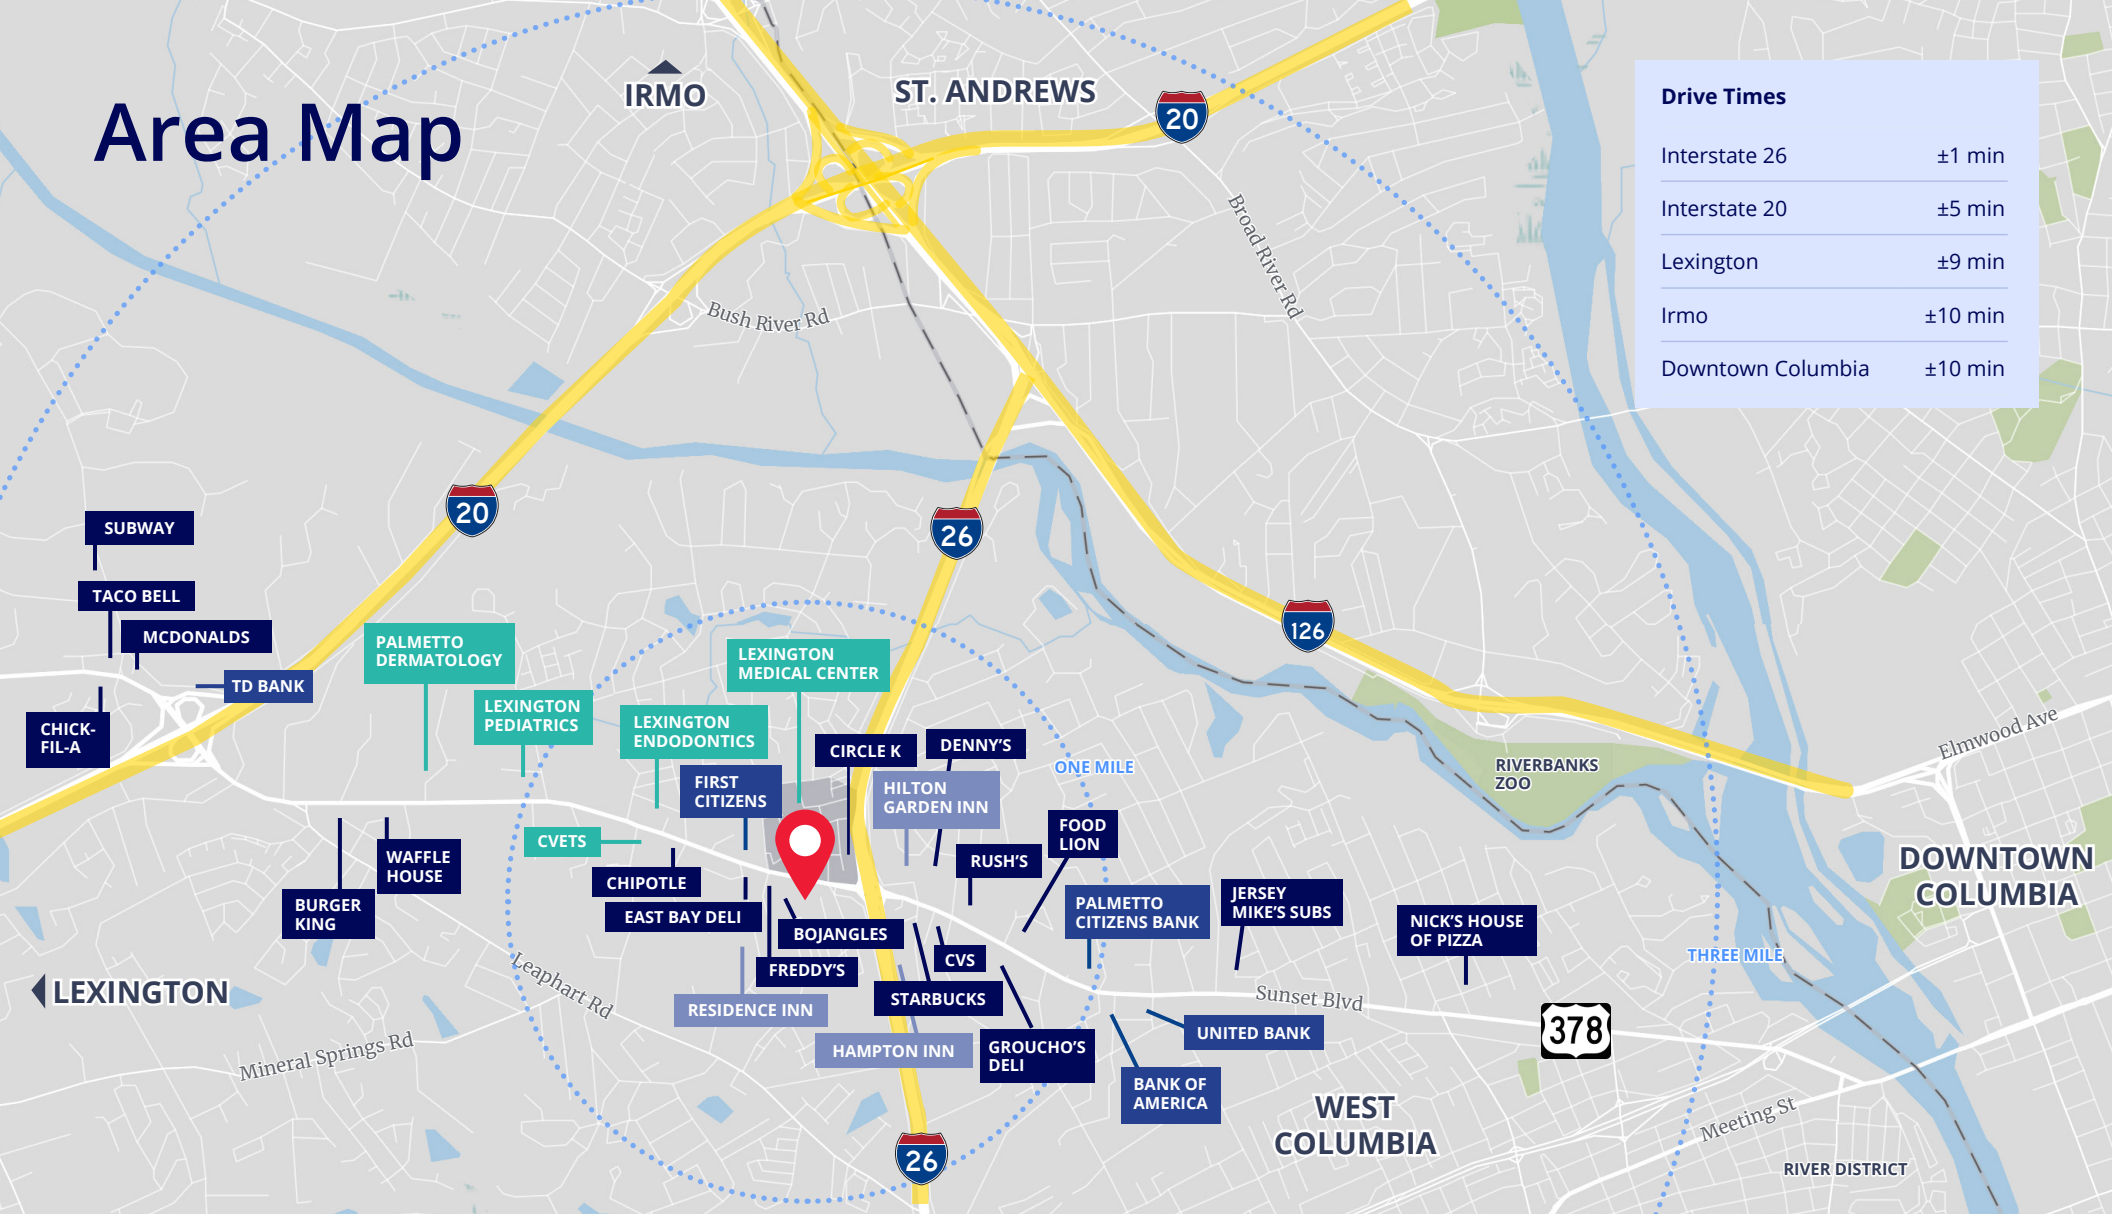 Area Map
IRMO
ST. ANDREWS
20
Broad River Rd
Bush River Rd
Drive Times
Interstate 26 ±1 min
Interstate 20 ±5 min
Lexington ±9 min
Irmo ±10 min
Downtown Columbia ±10 min
20
26
126
SUBWAY
TACO BELL
MCDONALDS
TD BANK
CHICK-
FIL-A
PALMETTO
DERMATOLOGY
LEXINGTON
PEDIATRICS
LEXINGTON
ENDODONTICS
LEXINGTON
MEDICAL CENTER
FIRST
CITIZENS
CIRCLE K
DENNY'S
HILTON
GARDEN INN
ONE MILE
RIVERBANKS
ZOO
Elmwood Ave
FOOD
LION
RUSH'S
CVETS
WAFFLE
HOUSE
BURGER
KING
CHIPOTLE
EAST BAY DELI
BOJANGLES
FREDDY'S
RESIDENCE INN
CVS
STARBUCKS
HAMPTON INN
GROUCHO'S
DELI
PALMETTO
CITIZENS BANK
JERSEY
MIKE'S SUBS
NICK'S HOUSE
OF PIZZA
DOWNTOWN
COLUMBIA
THREE MILE
LEXINGTON
Leaphart Rd
Mineral Springs Rd
Sunset Blvd
UNITED BANK
BANK OF
AMERICA
378
WEST
COLUMBIA
Meeting St
RIVER DISTRICT
26